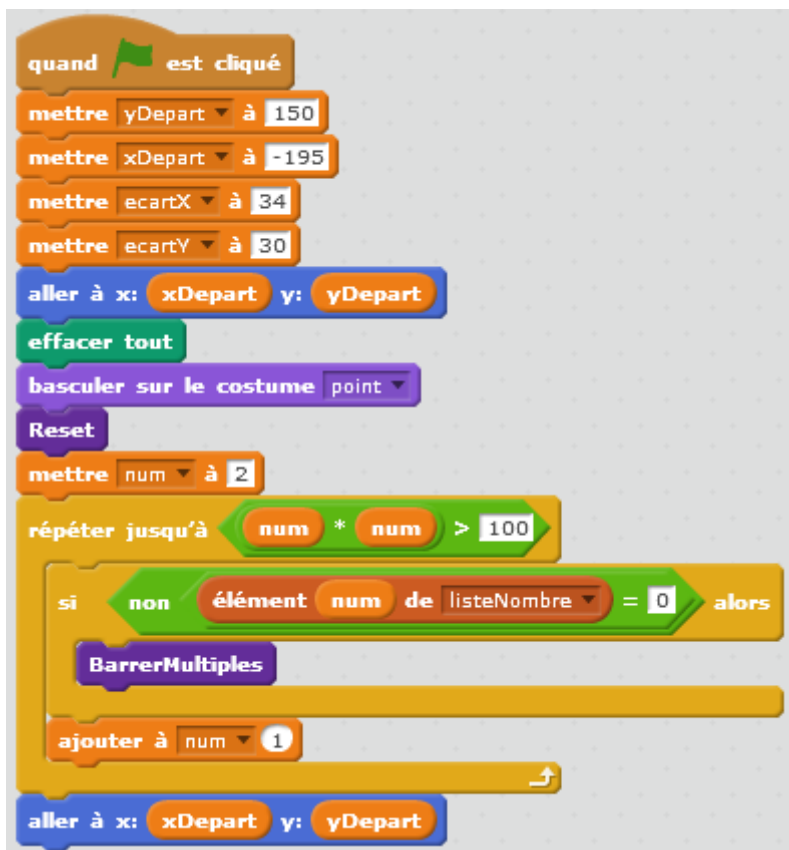 quand est cliqué
mettre yDepart à 150
mettre xDepart à -195
mettre ecartX à 34
mettre ecartY à 30
aller à x: xDepart y: yDepart
effacer tout
basculer sur le costume point
Reset
mettre num à 2
répéter jusqu'à num * num > 100
si non élément num de listeNombre = 0 alors
BarrerMultiples
ajouter à num 1
aller à x: xDepart y: yDepart